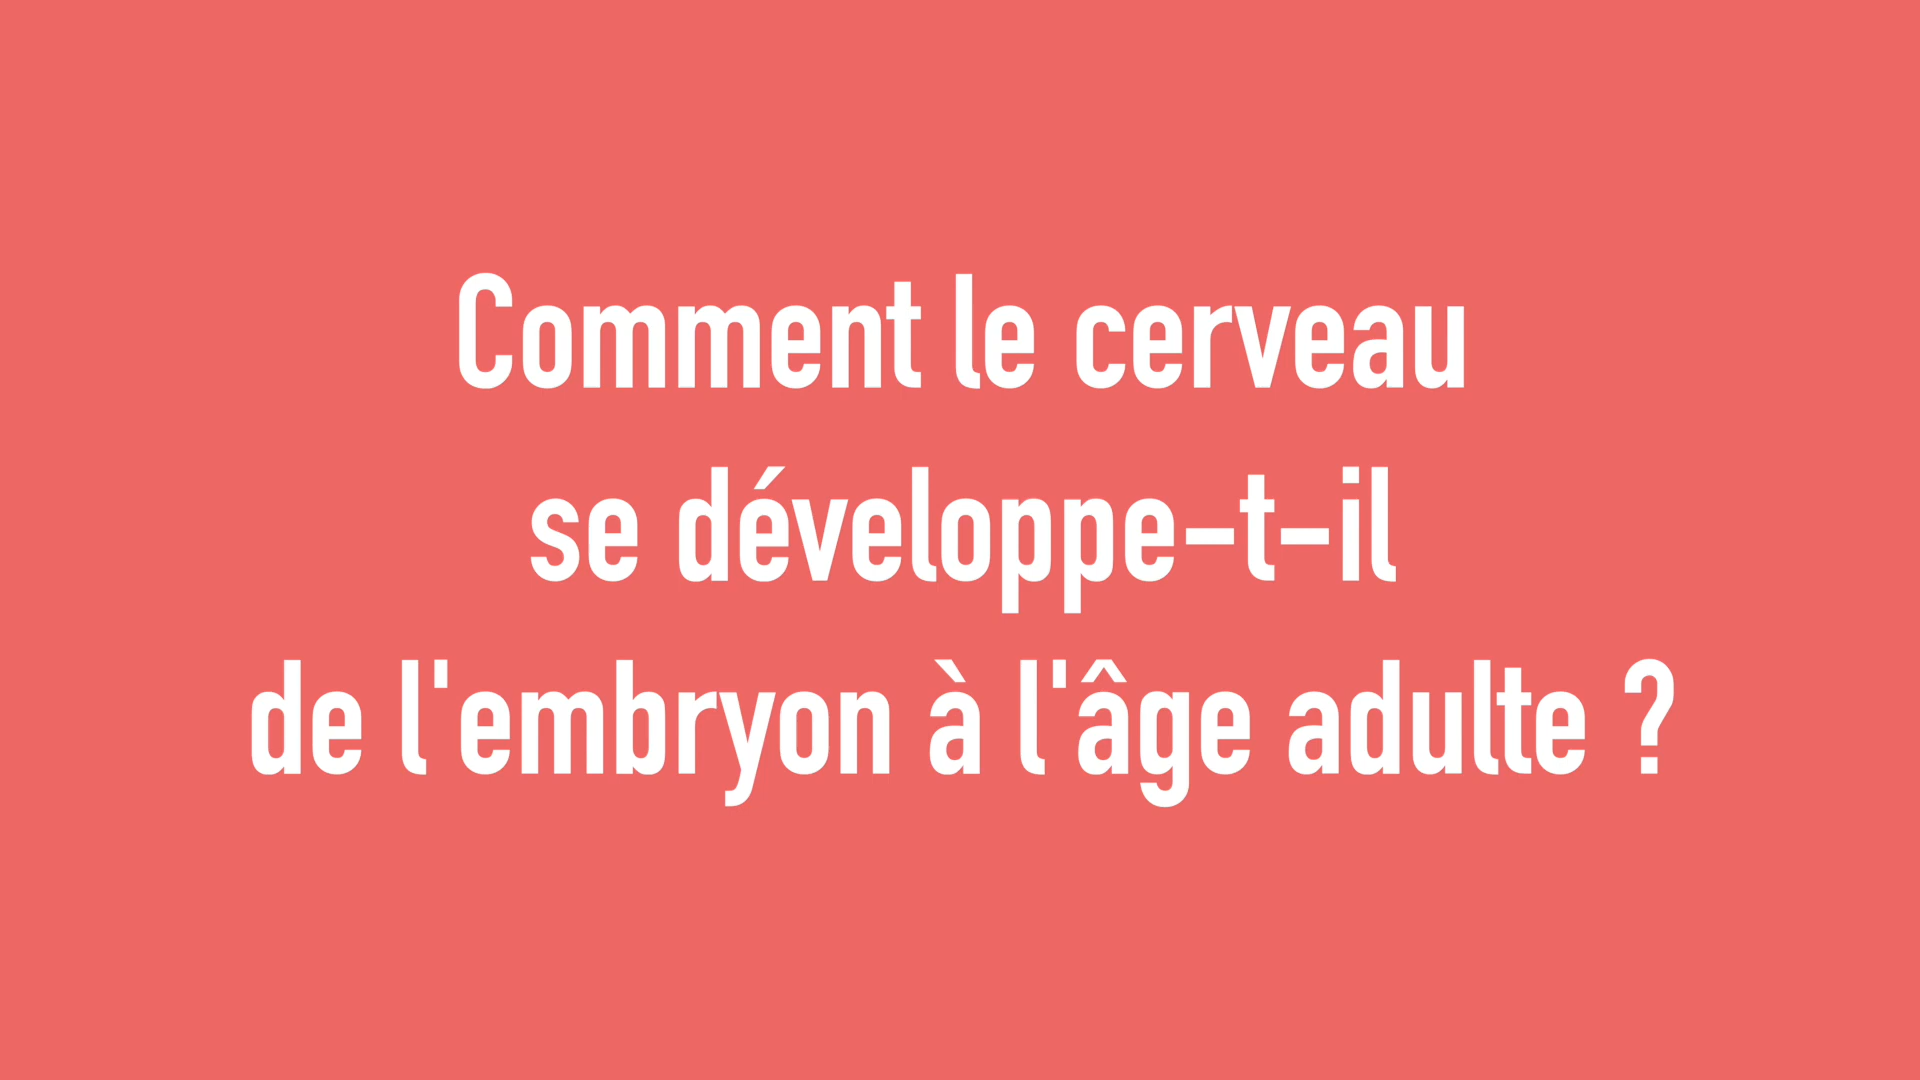 Comment le cerveau
se développe-t-il
de l'embryon à l'âge adulte ?